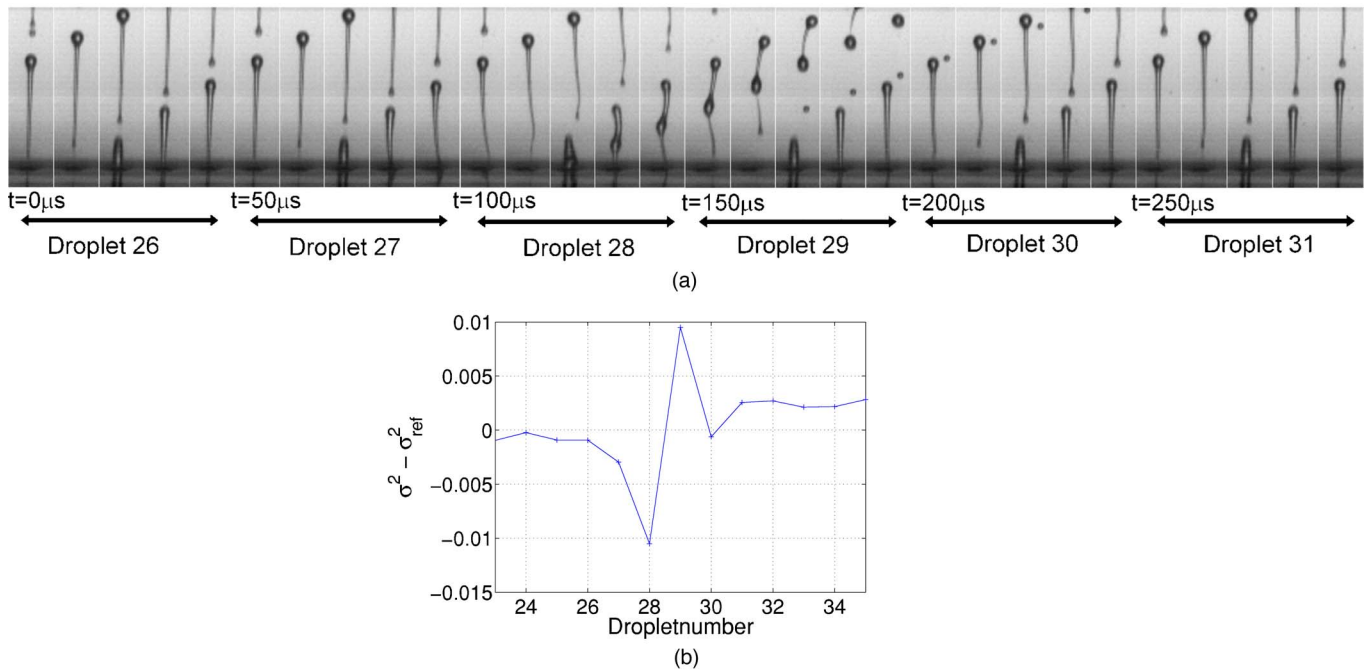 t=0μs t=50μs t=100μs t=150μs t=200μs t=250μs
Droplet 26 Droplet 27 Droplet 28 Droplet 29 Droplet 30 Droplet 31
(a)
0.01
0.005
0
−0.005
−0.01
−0.015
σ² − σ²ref
24 26 28 30 32 34
Dropletnumber
(b)